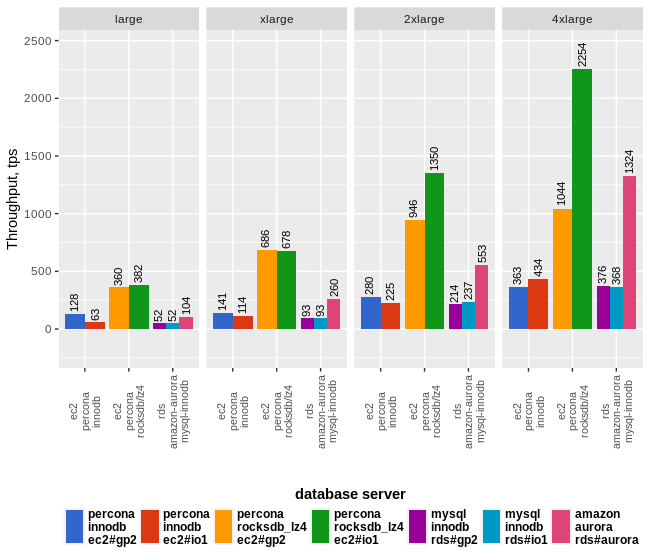 large
xlarge
2xlarge
4xlarge
Throughput, tps
2500
2000
1500
1000
500
0
128
63
360
382
52
52
104
141
114
686
678
93
93
260
280
225
946
1350
214
237
553
363
434
1044
2254
376
368
1324
ec2
percona
innodb
ec2
percona
rocksdb/lz4
rds
amazon-aurora
mysql-innodb
ec2
percona
innodb
ec2
percona
rocksdb/lz4
rds
amazon-aurora
mysql-innodb
ec2
percona
innodb
ec2
percona
rocksdb/lz4
rds
amazon-aurora
mysql-innodb
ec2
percona
innodb
ec2
percona
rocksdb/lz4
rds
amazon-aurora
mysql-innodb
database server
percona
innodb
ec2#gp2
percona
innodb
ec2#io1
percona
rocksdb_lz4
ec2#gp2
percona
rocksdb_lz4
ec2#io1
mysql
innodb
rds#gp2
mysql
innodb
rds#io1
amazon
aurora
rds#aurora